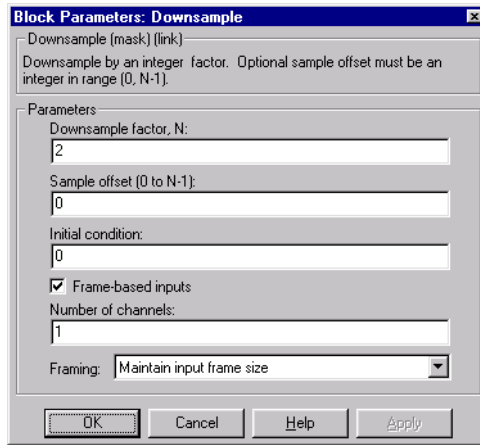 Block Parameters: Downsample
Downsample (mask) (link)
Downsample by an integer factor. Optional sample offset must be an
integer in range (0, N-1).
Parameters
Downsample factor, N:
2
Sample offset (0 to N-1):
0
Initial condition:
0
Frame-based inputs
Number of channels:
1
Framing: Maintain input frame size
OK Cancel Help Apply